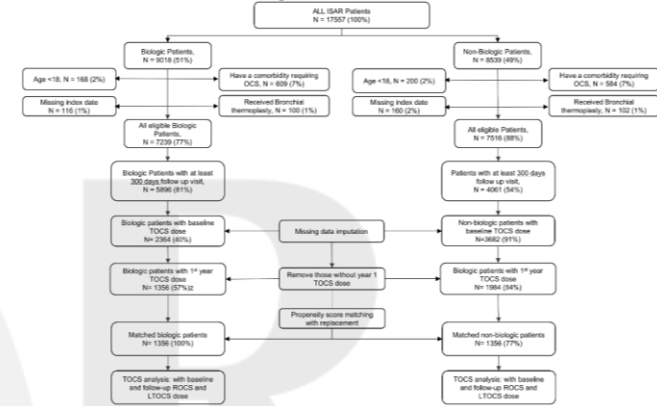 ALL ISAR Patients
N = 17557 (100%)
Biologic Patients,
N = 9018 (51%)
Non-Biologic Patients,
N = 8539 (49%)
Age <18, N = 168 (2%)
Have a comorbidity requiring
OCS, N = 609 (7%)
Age <18, N = 200 (2%)
Have a comorbidity requiring
OCS, N = 584 (7%)
Missing index date
N = 116 (1%)
Received Bronchial
thermoplasty, N = 100 (1%)
Missing index date
N = 160 (2%)
Received Bronchial
thermoplasty, N = 102 (1%)
All eligible Biologic
Patients,
N = 7239 (77%)
All eligible Patients,
N = 7516 (88%)
Biologic Patients with at least
300 days follow up visit,
N = 5896 (81%)
Patients with at least 300 days
follow up visit,
N = 4061 (54%)
Biologic patients with baseline
TOCS dose
N= 2364 (40%)
Missing data imputation
Non-biologic patients with
baseline TOCS dose
N=3682 (91%)
Biologic patients with 1st year
TOCS dose
N= 1356 (57%)z
Remove those without year 1
TOCS dose
Biologic patients with 1st year
TOCS dose
N= 1984 (54%)
Propensity score matching
with replacement
Matched biologic patients
N= 1356 (100%)
Matched non-biologic patients
N= 1356 (77%)
TOCS analysis: with baseline
and follow-up ROCS and
LTOCS dose
TOCS analysis: with baseline
and follow-up ROCS and
LTOCS dose